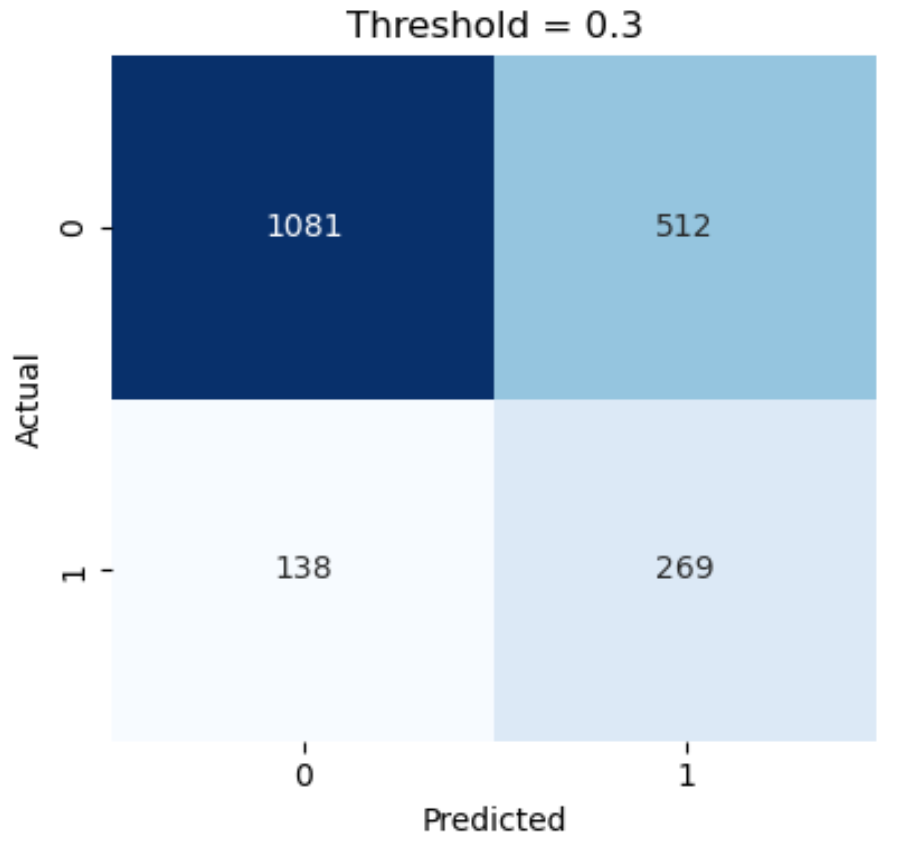 Threshold = 0.3
0
1081
512
Actual
1
138
269
0
1
Predicted